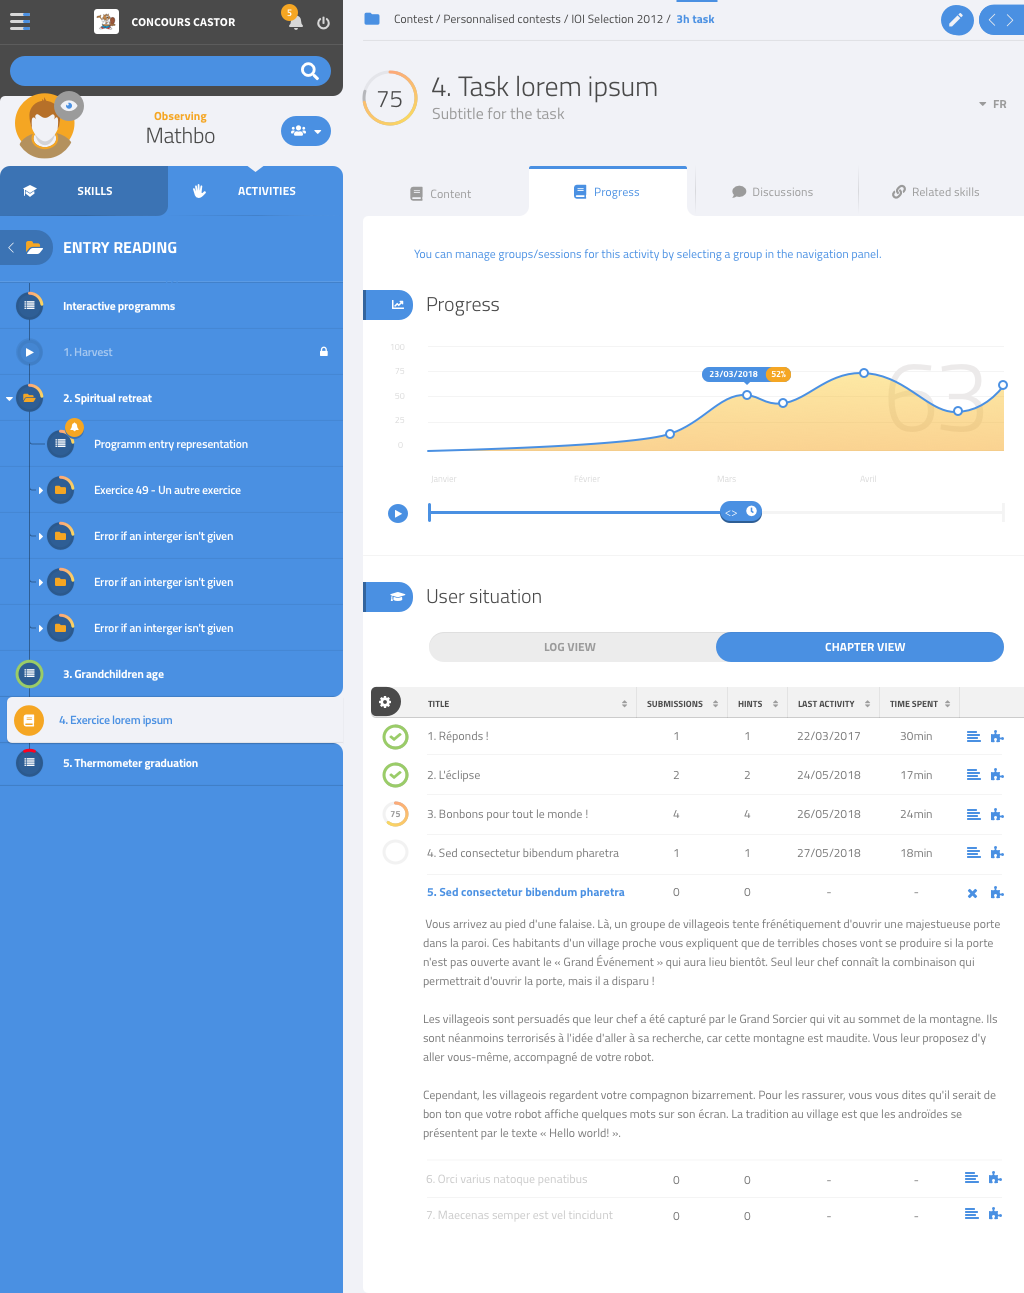 CONCOURS CASTOR
5
Observing
Mathbo
SKILLS
ACTIVITIES
ENTRY READING
Interactive programms
1. Harvest
2. Spiritual retreat
Programm entry representation
Exercice 49 - Un autre exercice
Error if an interger isn't given
Error if an interger isn't given
Error if an interger isn't given
3. Grandchildren age
4. Exercice lorem ipsum
5. Thermometer graduation
Contest / Personnalised contests / IOI Selection 2012 / 3h task
75
4. Task lorem ipsum
Subtitle for the task
FR
Content
Progress
Discussions
Related skills
You can manage groups/sessions for this activity by selecting a group in the navigation panel.
Progress
100
75
50
25
0
23/03/2018 52%
63
Janvier
Février
Mars
Avril
<>
User situation
LOG VIEW
CHAPTER VIEW
TITLE SUBMISSIONS HINTS LAST ACTIVITY TIME SPENT
1. Réponds ! 1 1 22/03/2017 30min
2. L'éclipse 2 2 24/05/2018 17min
75 3. Bonbons pour tout le monde ! 4 4 26/05/2018 24min
4. Sed consectetur bibendum pharetra 1 1 27/05/2018 18min
5. Sed consectetur bibendum pharetra 0 0 - -
Vous arrivez au pied d'une falaise. Là, un groupe de villageois tente frénétiquement d'ouvrir une majestueuse porte
dans la paroi. Ces habitants d'un village proche vous expliquent que de terribles choses vont se produire si la porte
n'est pas ouverte avant le « Grand Événement » qui aura lieu bientôt. Seul leur chef connaît la combinaison qui
permettrait d'ouvrir la porte, mais il a disparu !
Les villageois sont persuadés que leur chef a été capturé par le Grand Sorcier qui vit au sommet de la montagne. Ils
sont néanmoins terrorisés à l'idée d'aller à sa recherche, car cette montagne est maudite. Vous leur proposez d'y
aller vous-même, accompagné de votre robot.
Cependant, les villageois regardent votre compagnon bizarrement. Pour les rassurer, vous vous dites qu'il serait de
bon ton que votre robot affiche quelques mots sur son écran. La tradition au village est que les androïdes se
présentent par le texte « Hello world! ».
6. Orci varius natoque penatibus 0 0 - -
7. Maecenas semper est vel tincidunt 0 0 - -